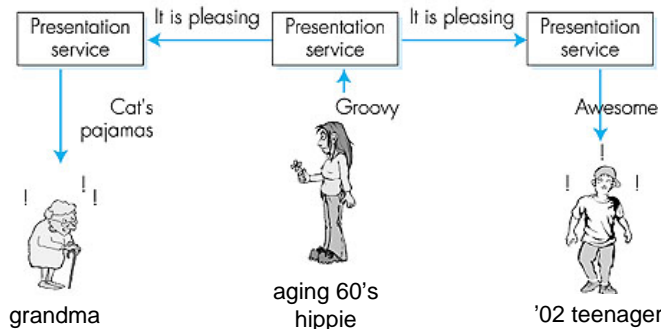 It is pleasing
It is pleasing
Presentation
service
Presentation
service
Presentation
service
Cat's
pajamas
Groovy
Awesome
! ! !
! ! !
grandma
aging 60's
hippie
'02 teenager